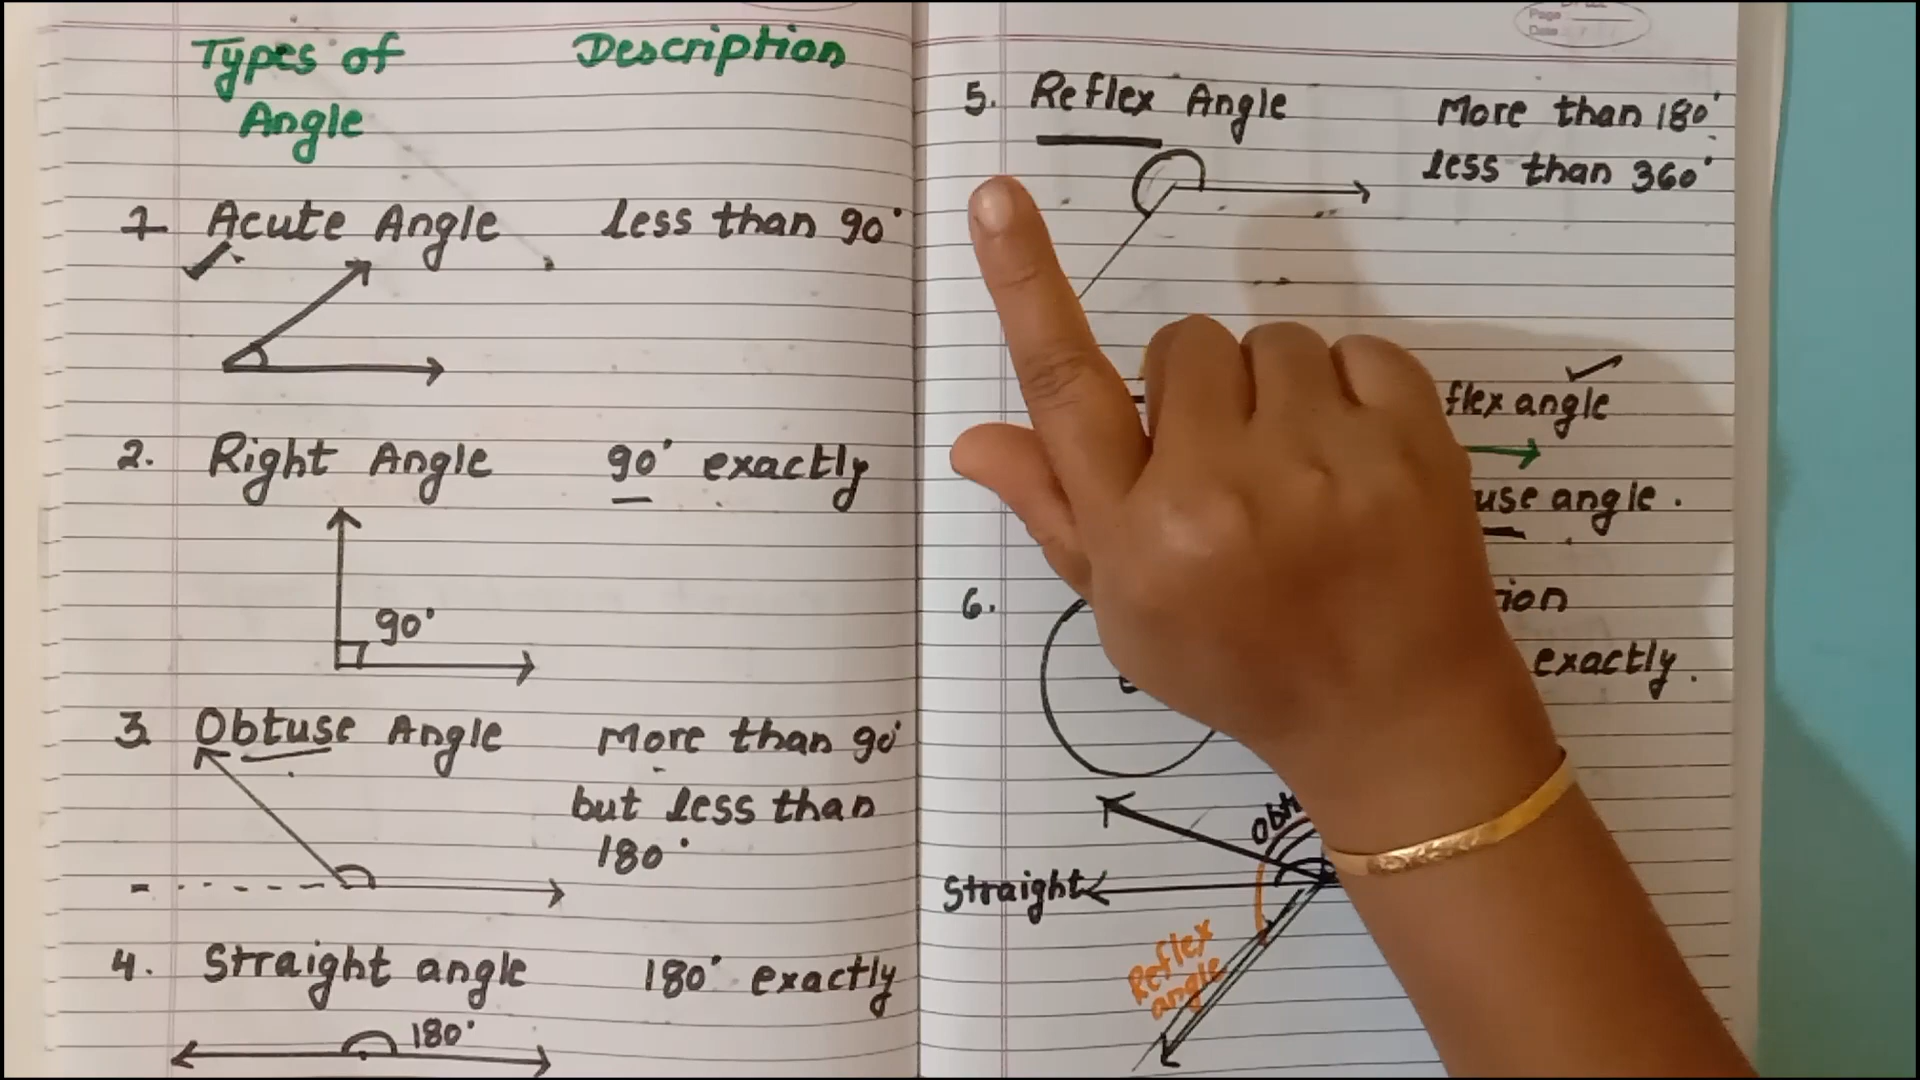 Types of Description
Angle
1. Acute Angle less than 90°
2. Right Angle 90° exactly
90°
3. Obtuse Angle More than 90°
but less than
180°
4. Straight angle 180° exactly
180°
Page
Date
5. Reflex Angle More than 180°
less than 360°
flex angle
use angle.
6.
exactly.
Straight
Reflex
angle